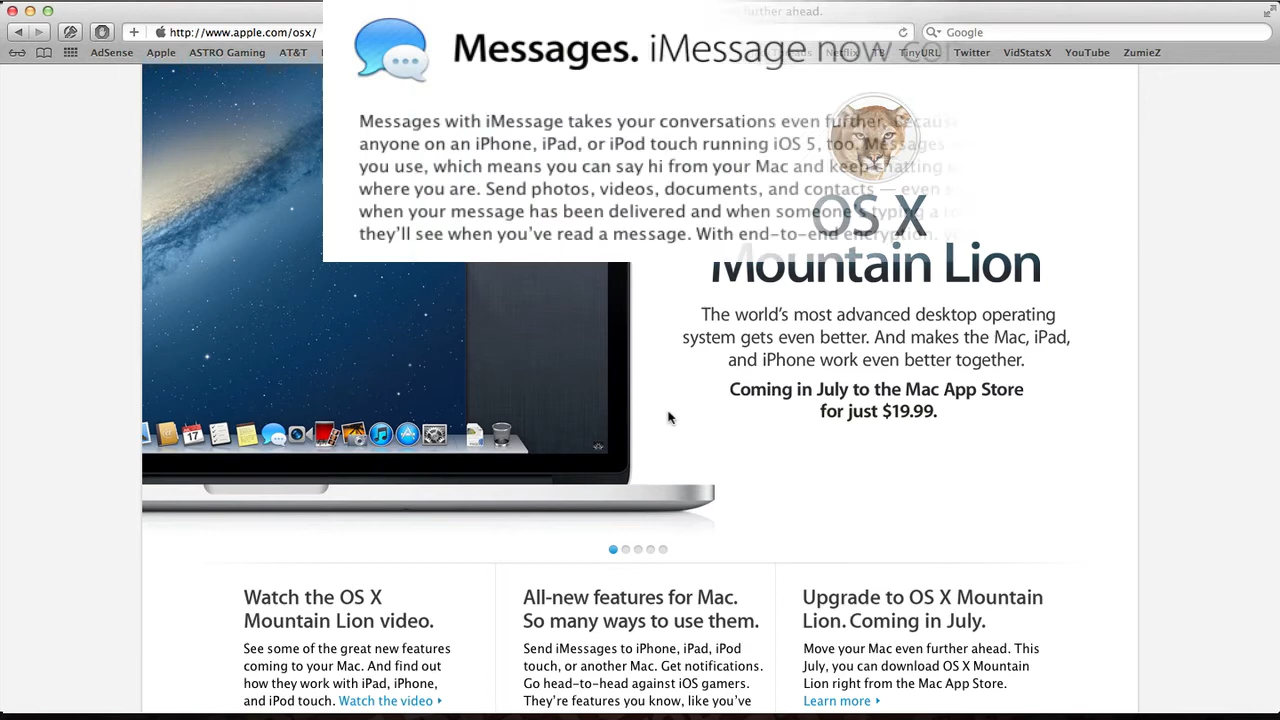 further ahead.
http://www.apple.com/osx/
Google
AdSense Apple ASTRO Gaming AT&T
Netflix TinyURL Twitter VidStatsX YouTube ZumieZ
Messages. iMessage now
Messages with iMessage takes your conversations even further. Because
anyone on an iPhone, iPad, or iPod touch running iOS 5, too. Messages
you use, which means you can say hi from your Mac and keep chatting
where you are. Send photos, videos, documents, and contacts — even
when your message has been delivered and when someone's typing a
they'll see when you've read a message. With end-to-end encryption,
OS X
Mountain Lion
The world's most advanced desktop operating
system gets even better. And makes the Mac, iPad,
and iPhone work even better together.
Coming in July to the Mac App Store
for just $19.99.
17
Watch the OS X
Mountain Lion video.
See some of the great new features
coming to your Mac. And find out
how they work with iPad, iPhone,
and iPod touch. Watch the video
All-new features for Mac.
So many ways to use them.
Send iMessages to iPhone, iPad, iPod
touch, or another Mac. Get notifications.
Go head-to-head against iOS gamers.
They're features you know, like you've
Upgrade to OS X Mountain
Lion. Coming in July.
Move your Mac even further ahead. This
July, you can download OS X Mountain
Lion right from the Mac App Store.
Learn more